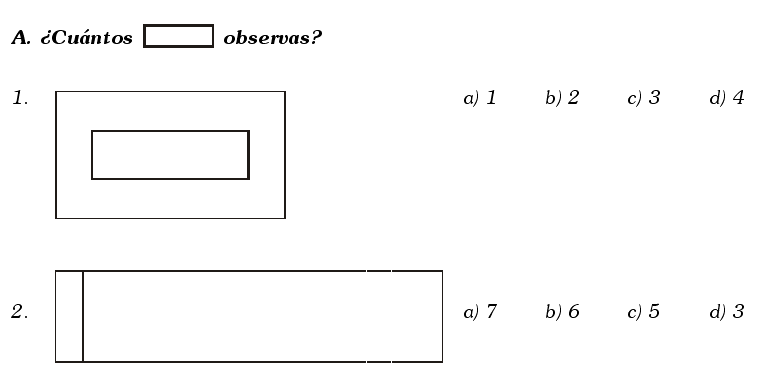 A. ¿Cuántos observas?
1. a) 1 b) 2 c) 3 d) 4
2. a) 7 b) 6 c) 5 d) 3